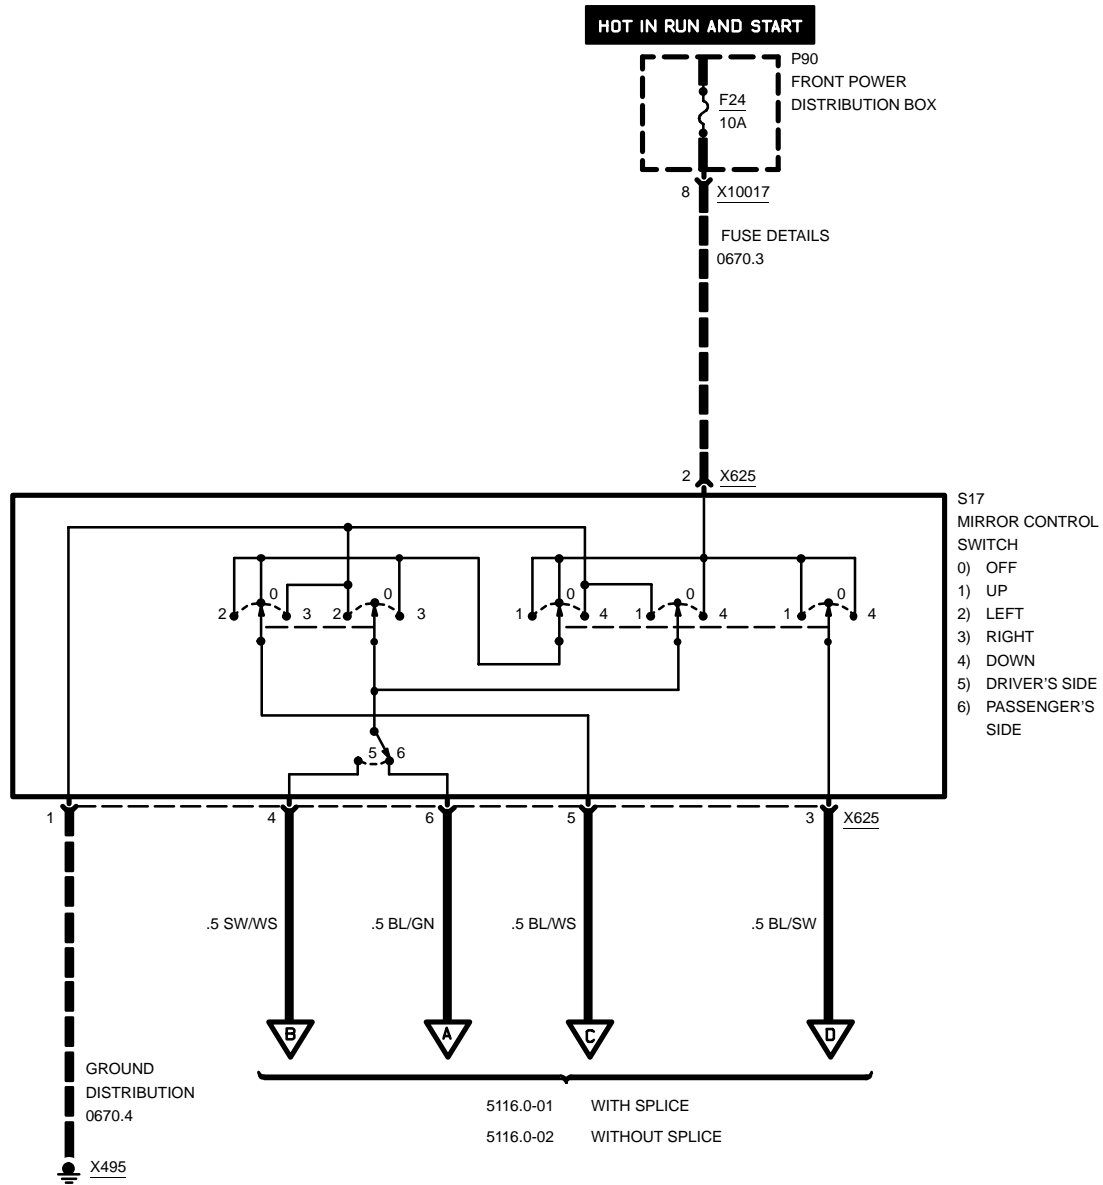 HOT IN RUN AND START
P90
FRONT POWER
DISTRIBUTION BOX
F24
10A
8 X10017
FUSE DETAILS
0670.3
2 X625
S17
MIRROR CONTROL
SWITCH
0) OFF
1) UP
2) LEFT
3) RIGHT
4) DOWN
5) DRIVER'S SIDE
6) PASSENGER'S
SIDE
0 0 0 0 0
2 3 2 3 1 4 1 4 1 4
5 6
1 4 6 5 3 X625
.5 SW/WS .5 BL/GN .5 BL/WS .5 BL/SW
B A C D
GROUND
DISTRIBUTION
0670.4
X495
5116.0-01 WITH SPLICE
5116.0-02 WITHOUT SPLICE